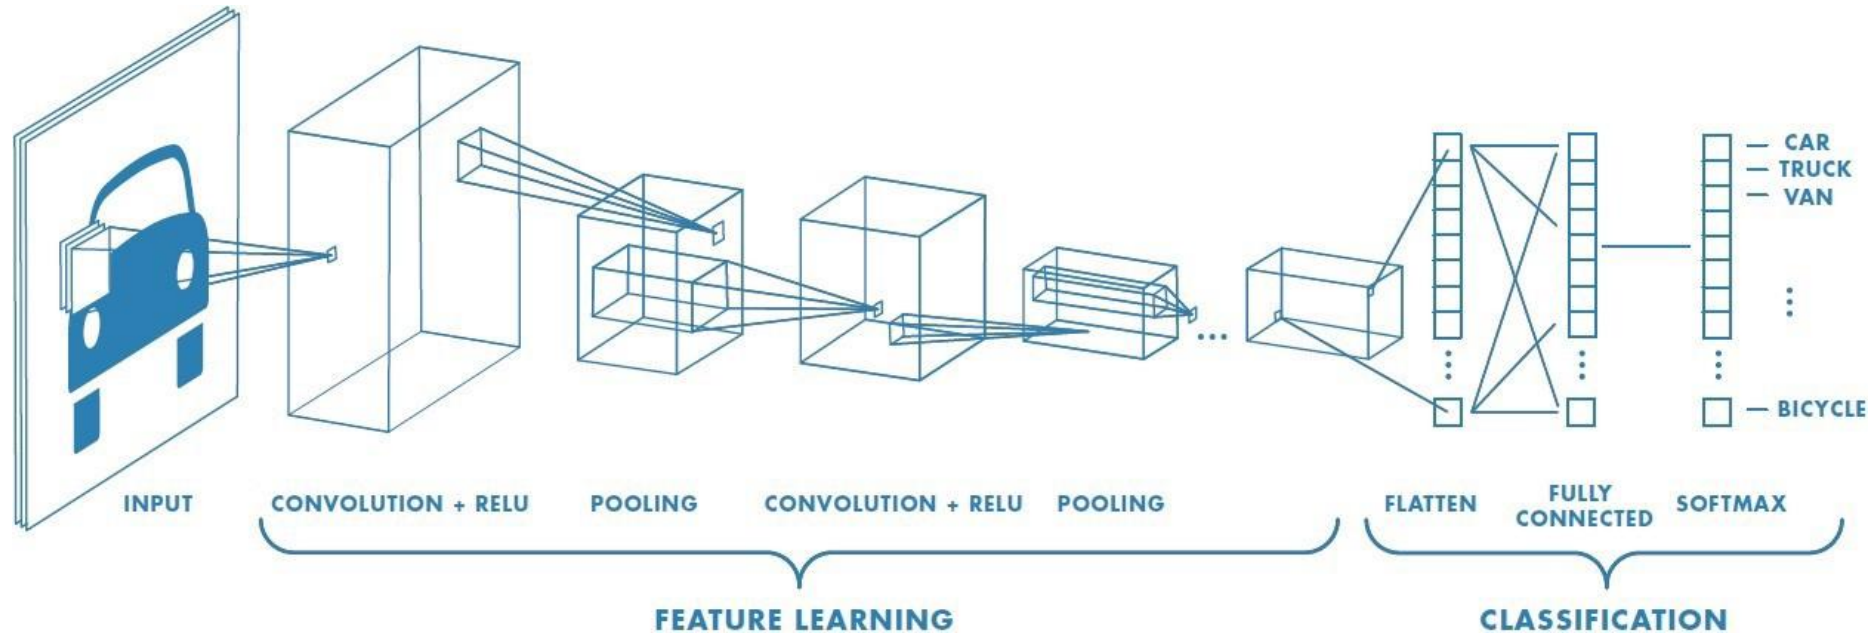 CAR
TRUCK
VAN
BICYCLE
INPUT
CONVOLUTION + RELU
POOLING
CONVOLUTION + RELU
POOLING
FLATTEN
FULLY
CONNECTED
SOFTMAX
FEATURE LEARNING
CLASSIFICATION